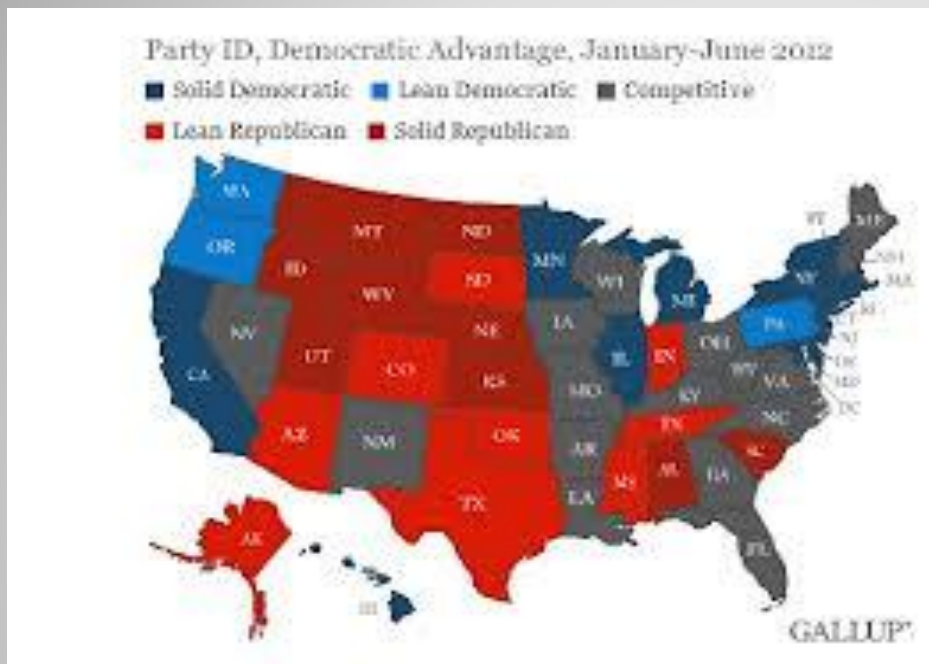 Party ID, Democratic Advantage, January-June 2012
Solid Democratic Lean Democratic Competitive
Lean Republican Solid Republican
WA
OR
CA
NV
ID
MT
WY
UT
AZ
CO
NM
ND
SD
NE
KS
OK
TX
MN
IA
MO
AR
LA
WI
IL
MI
IN
OH
KY
TN
MS
AL
GA
FL
SC
NC
VA
WV
PA
NY
VT
ME
NH
MA
NJ
DE
MD
DC
AK
HI
GALLUP